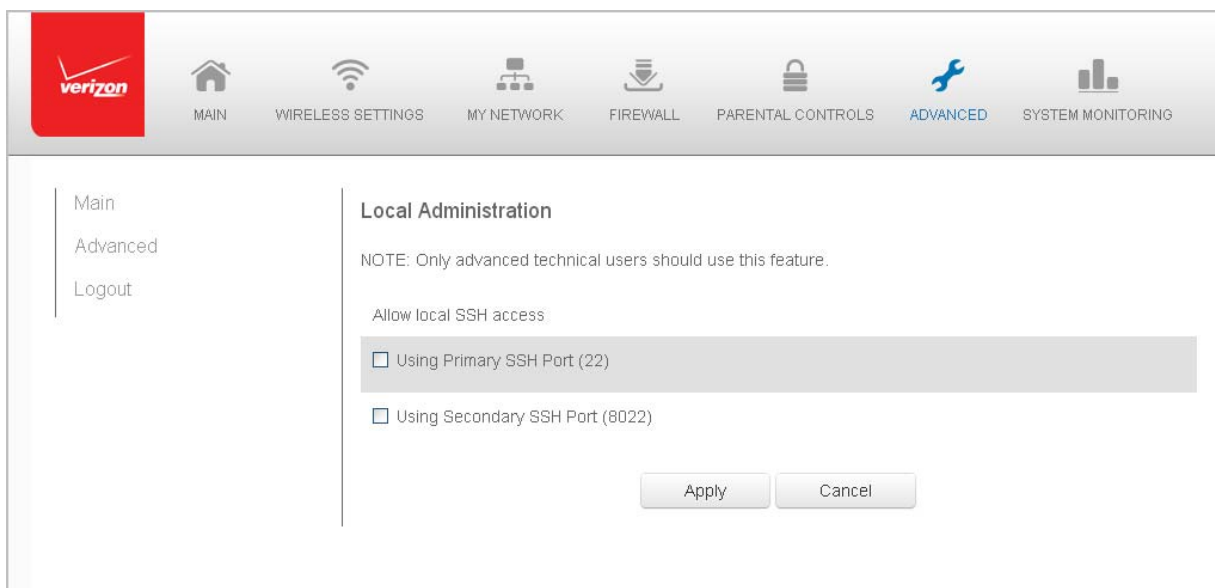 verizon
MAIN
WIRELESS SETTINGS
MY NETWORK
FIREWALL
PARENTAL CONTROLS
ADVANCED
SYSTEM MONITORING
Main
Advanced
Logout
Local Administration
NOTE: Only advanced technical users should use this feature.
Allow local SSH access
Using Primary SSH Port (22)
Using Secondary SSH Port (8022)
Apply
Cancel